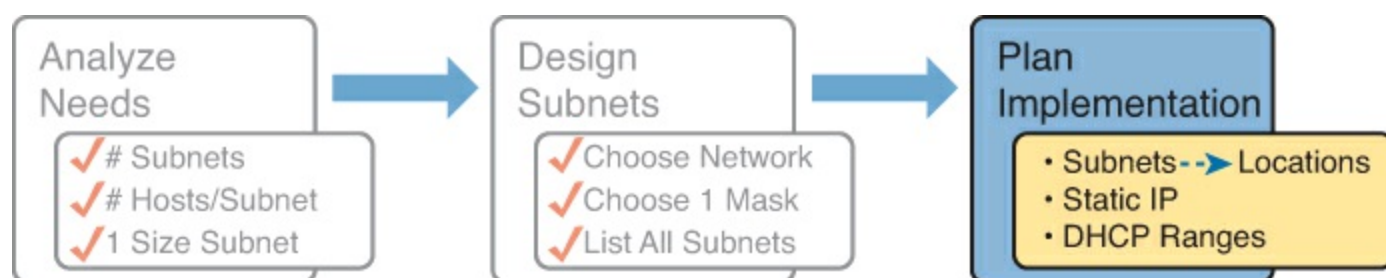 Analyze
Needs
# Subnets
# Hosts/Subnet
1 Size Subnet
Design
Subnets
Choose Network
Choose 1 Mask
List All Subnets
Plan
Implementation
• Subnets Locations
• Static IP
• DHCP Ranges